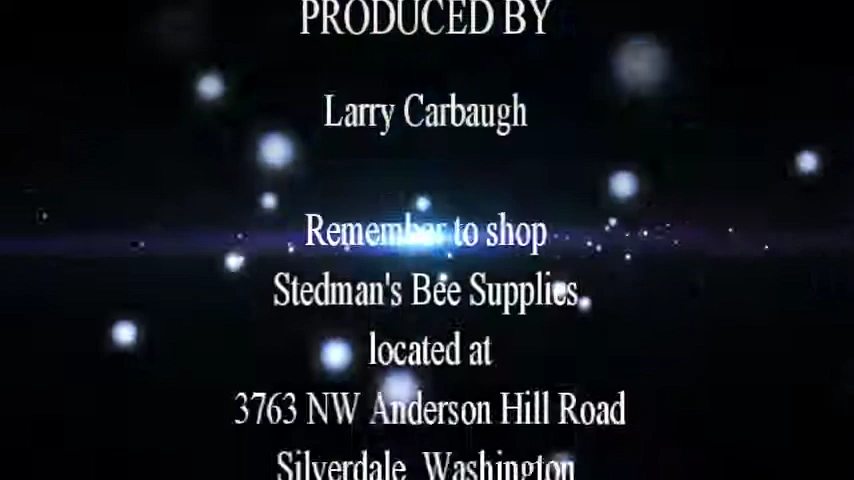 PRODUCED BY
Larry Carbaugh
Remember to shop
Stedman's Bee Supplies
located at
3763 NW Anderson Hill Road
Silverdale Washington